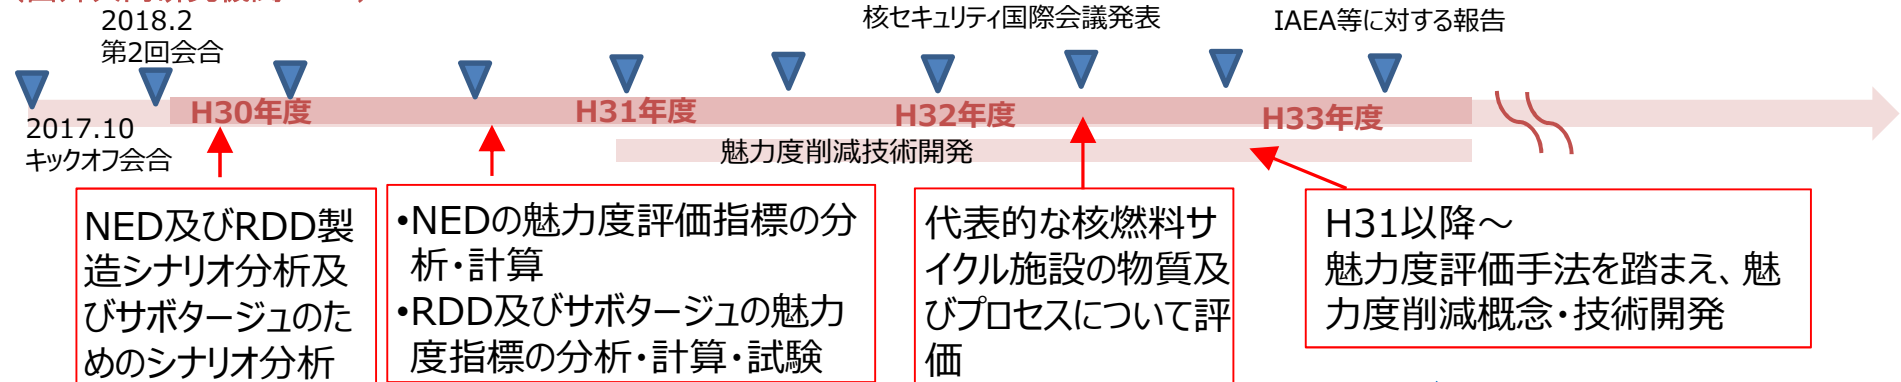 2018.2
第2回会合
核セキュリティ国際会議発表
IAEA等に対する報告
H30年度
H31年度
H32年度
H33年度
2017.10
キックオフ会合
魅力度削減技術開発
NED及びRDD製
造シナリオ分析及
びサボタージュのた
めのシナリオ分析
•NEDの魅力度評価指標の分
析・計算
•RDD及びサボタージュの魅力
度指標の分析・計算・試験
代表的な核燃料サ
イクル施設の物質及
びプロセスについて評
価
H31以降～
魅力度評価手法を踏まえ、魅
力度削減概念・技術開発